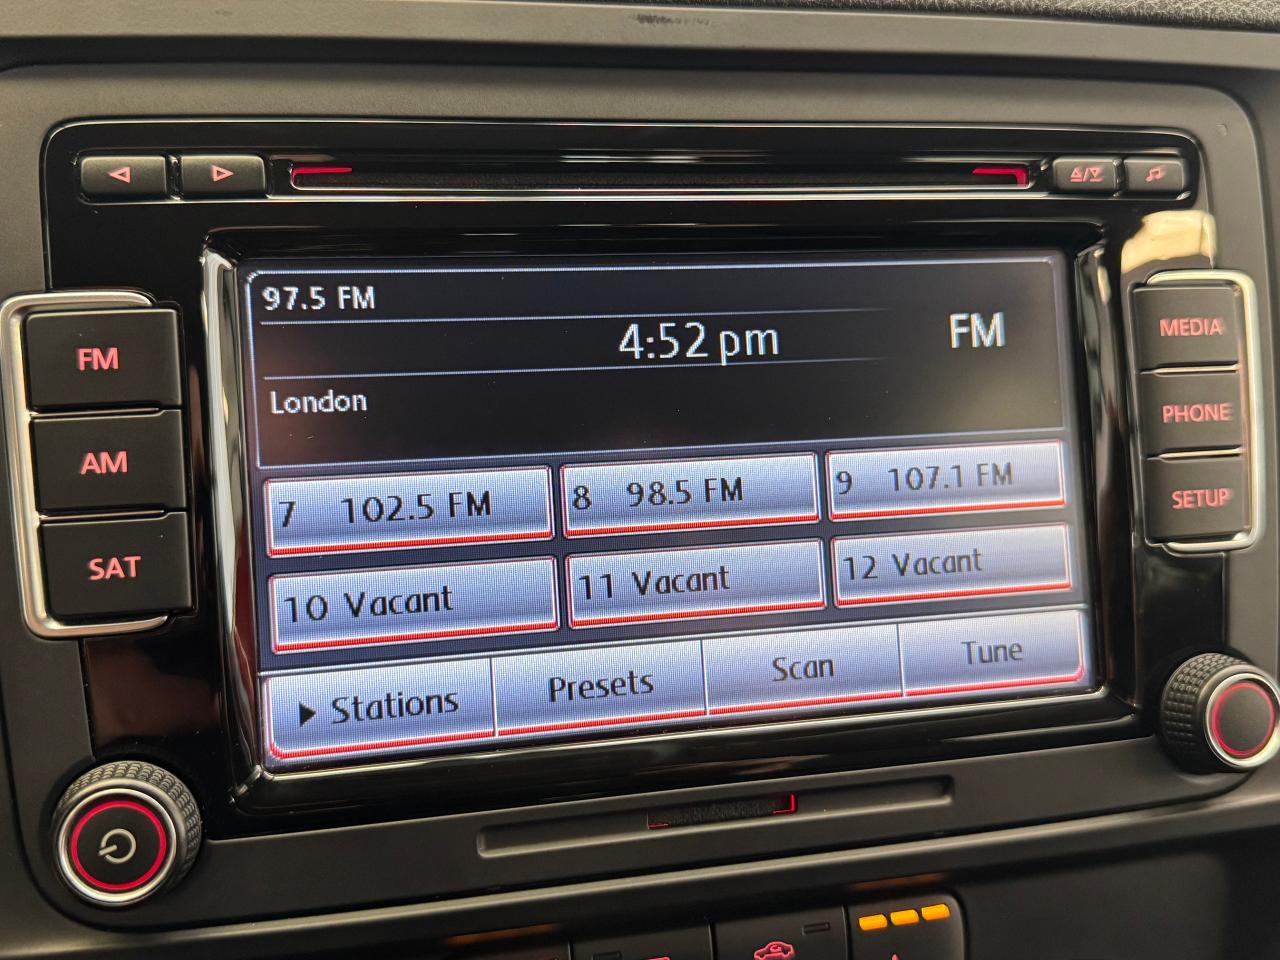 97.5 FM
4:52 pm
FM
London
FM
AM
SAT
MEDIA
PHONE
SETUP
7 102.5 FM
8 98.5 FM
9 107.1 FM
10 Vacant
11 Vacant
12 Vacant
Stations
Presets
Scan
Tune